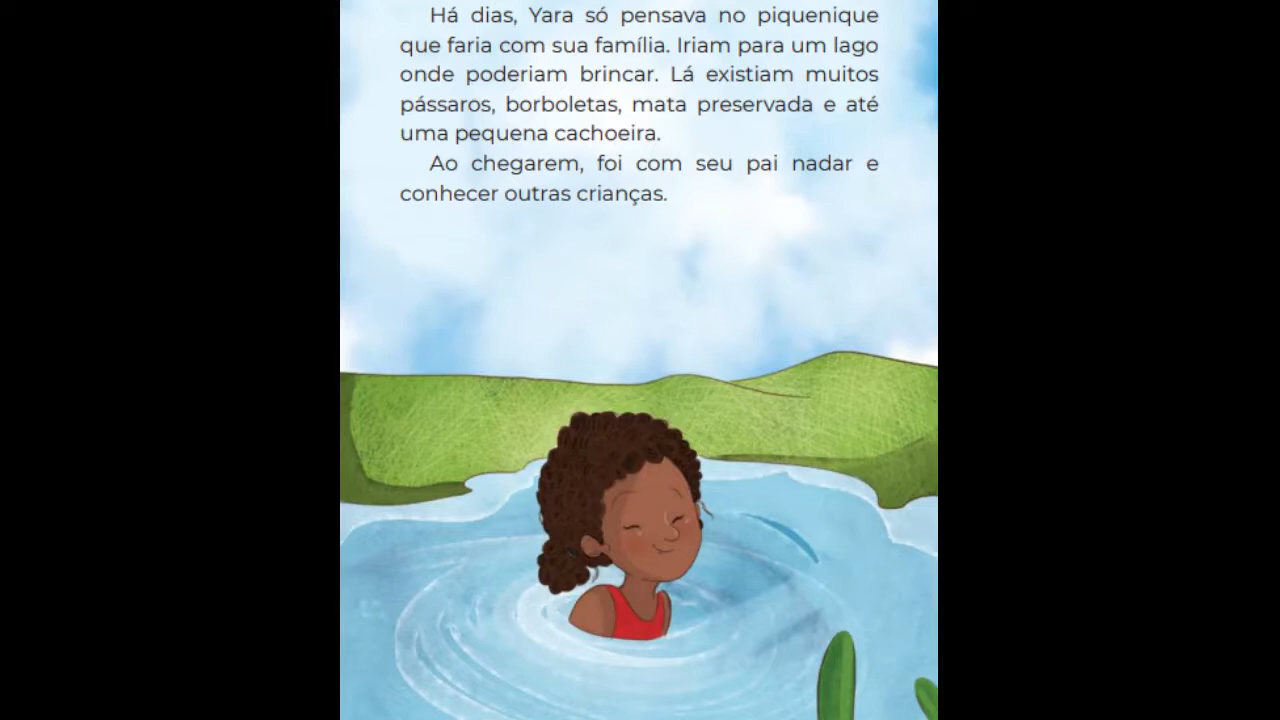 Há dias, Yara só pensava no piquenique
que faria com sua família. Iriam para um lago
onde poderiam brincar. Lá existiam muitos
pássaros, borboletas, mata preservada e até
uma pequena cachoeira.
Ao chegarem, foi com seu pai nadar e
conhecer outras crianças.